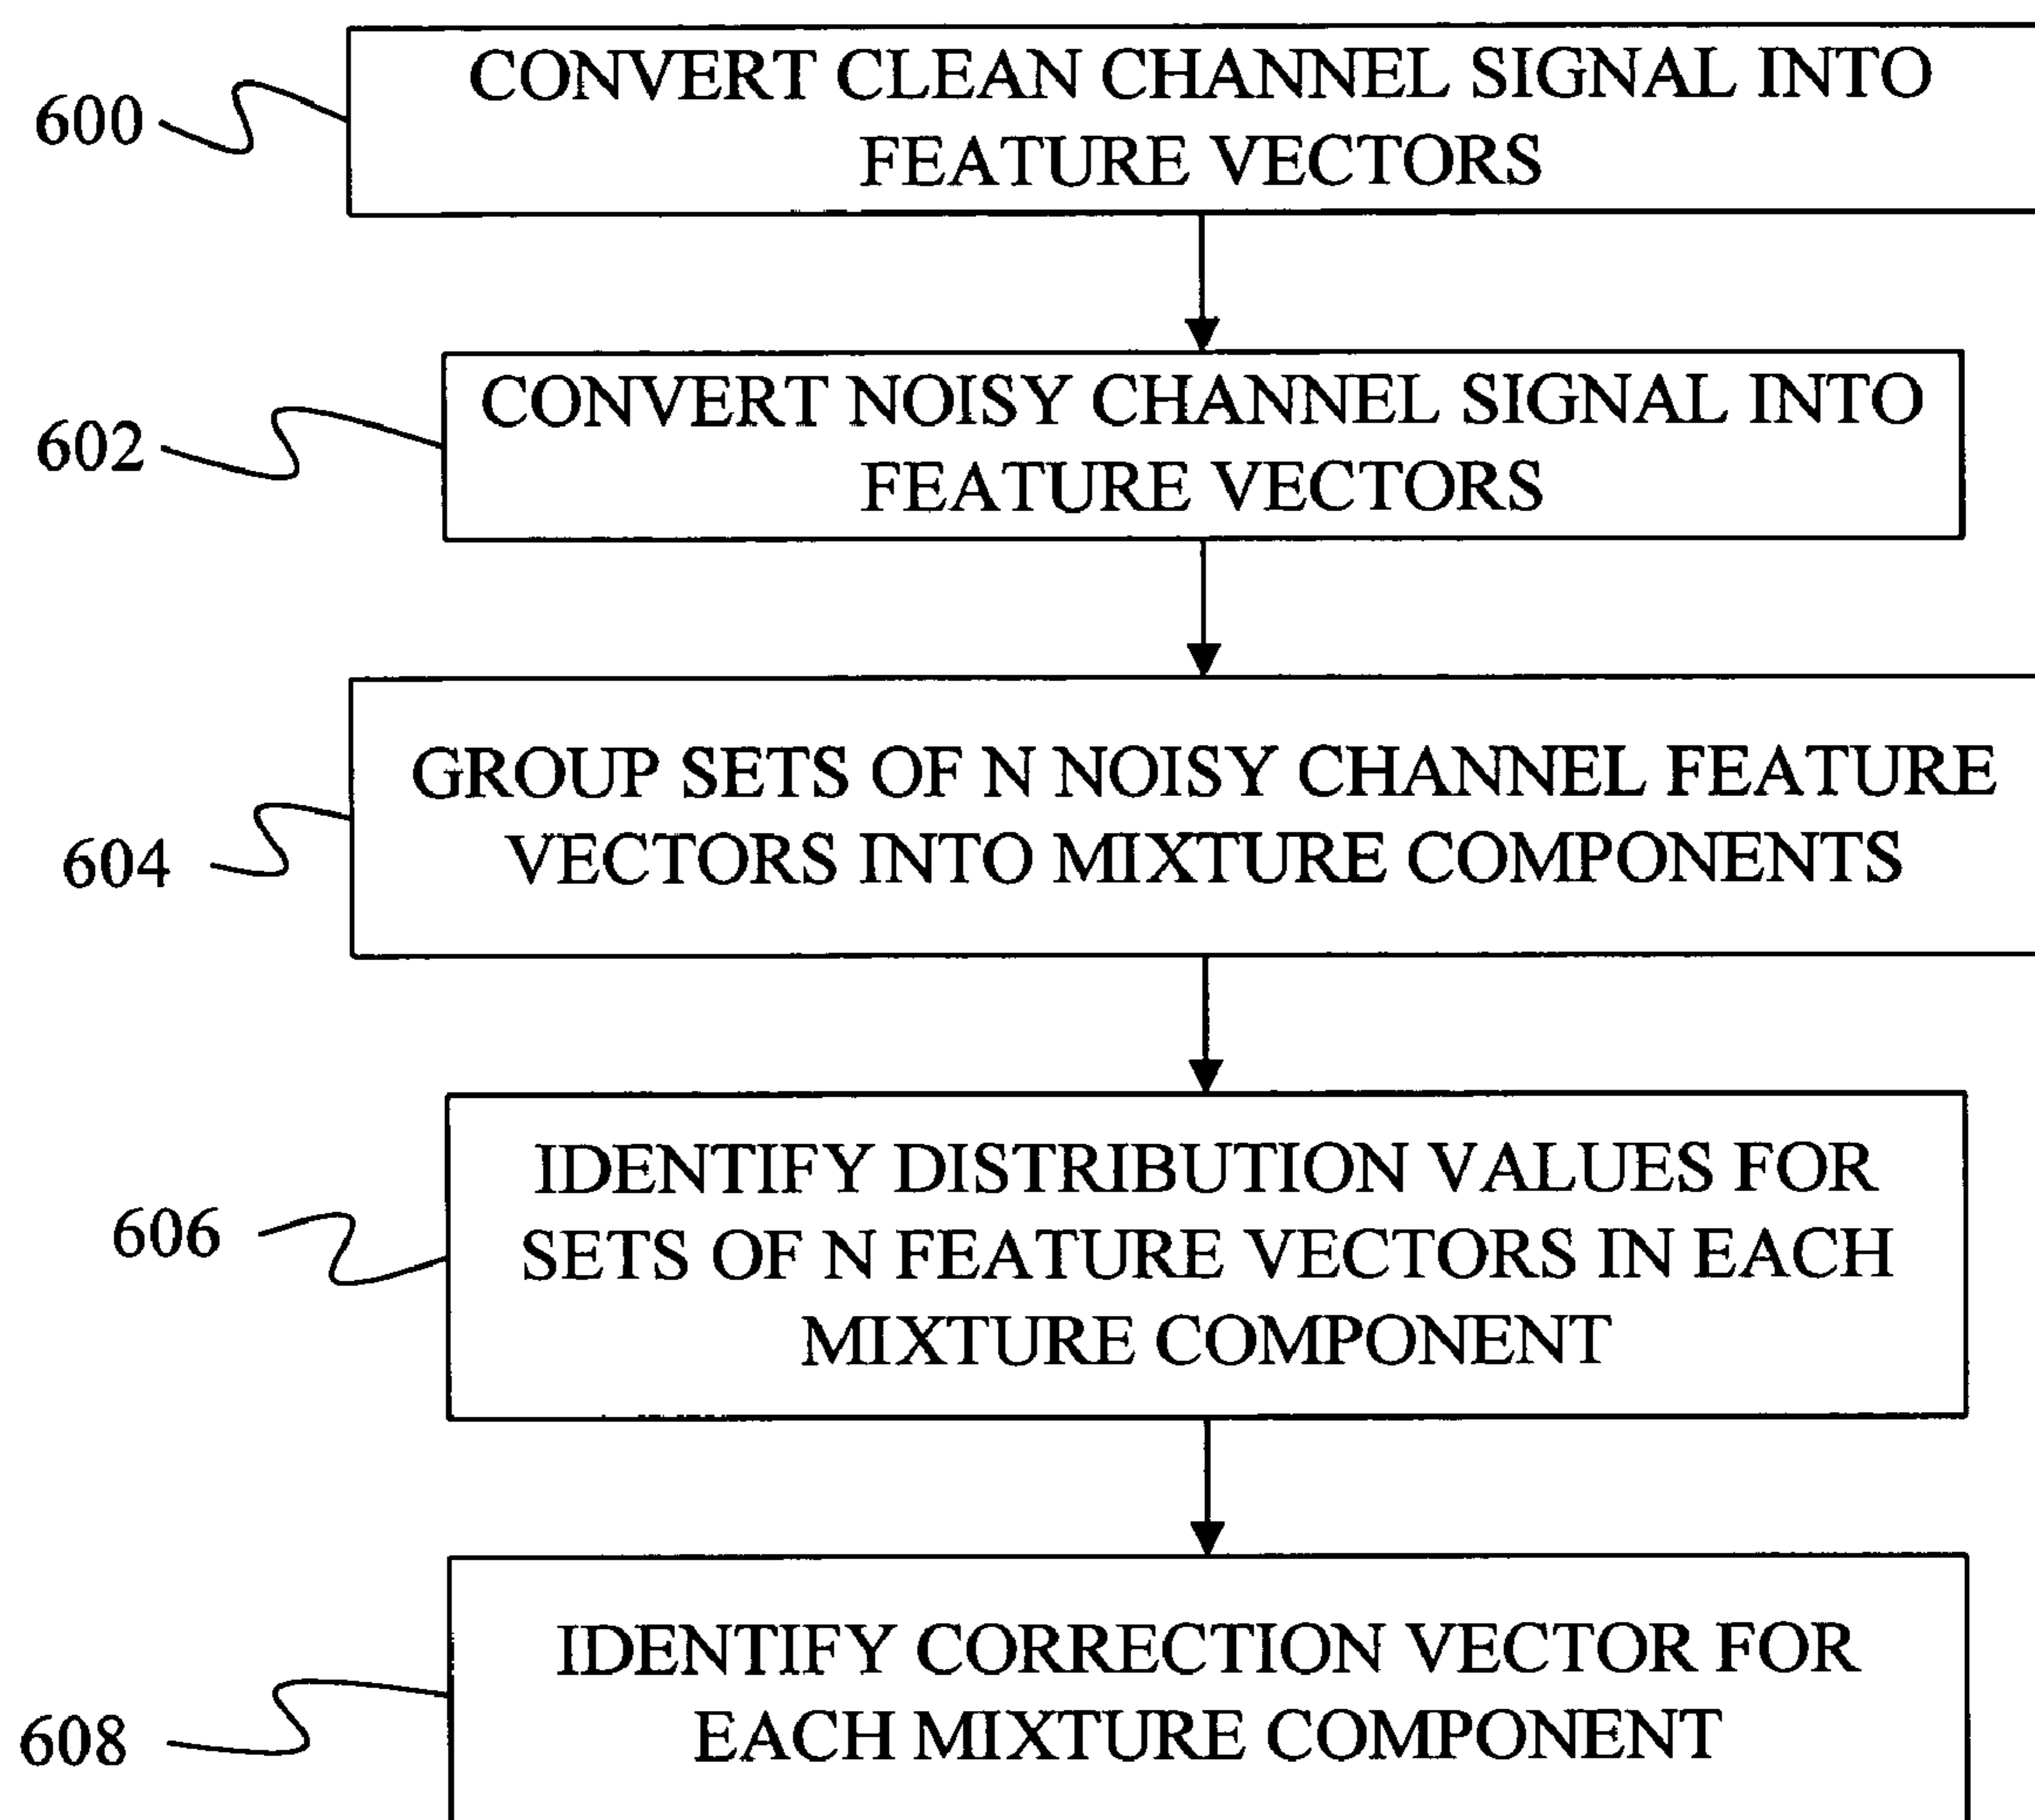 600
CONVERT CLEAN CHANNEL SIGNAL INTO
FEATURE VECTORS
602
CONVERT NOISY CHANNEL SIGNAL INTO
FEATURE VECTORS
604
GROUP SETS OF N NOISY CHANNEL FEATURE
VECTORS INTO MIXTURE COMPONENTS
606
IDENTIFY DISTRIBUTION VALUES FOR
SETS OF N FEATURE VECTORS IN EACH
MIXTURE COMPONENT
608
IDENTIFY CORRECTION VECTOR FOR
EACH MIXTURE COMPONENT